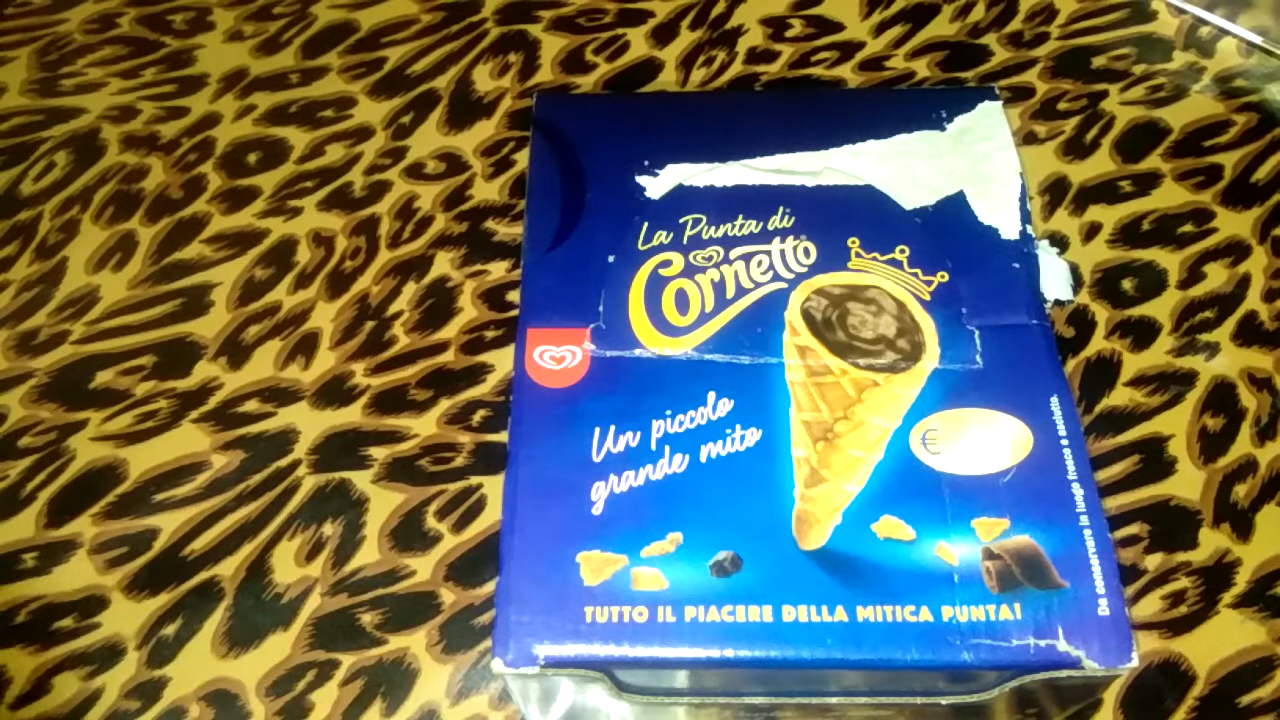 La Punta di
Cornetto
Un piccolo
grande mito
€
TUTTO IL PIACERE DELLA MITICA PUNTA!
Da conservare in luogo fresco e asciutto.